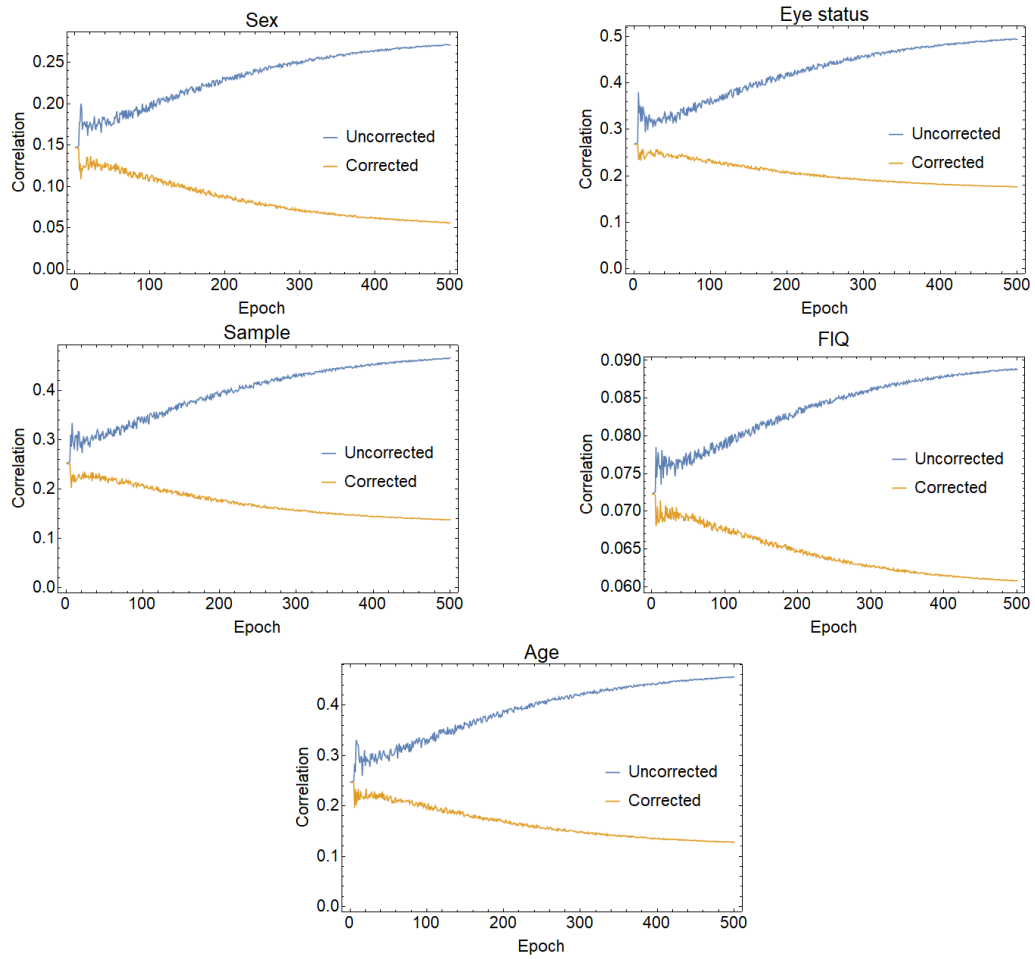 Sex
Correlation
0.25
0.20
0.15
0.10
0.05
0.00
Uncorrected
Corrected
0 100 200 300 400 500
Epoch
Eye status
Correlation
0.5
0.4
0.3
0.2
0.1
0.0
Uncorrected
Corrected
0 100 200 300 400 500
Epoch
Sample
Correlation
0.4
0.3
0.2
0.1
0.0
Uncorrected
Corrected
0 100 200 300 400 500
Epoch
FIQ
Correlation
0.090
0.085
0.080
0.075
0.070
0.065
0.060
Uncorrected
Corrected
0 100 200 300 400 500
Epoch
Age
Correlation
0.4
0.3
0.2
0.1
0.0
Uncorrected
Corrected
0 100 200 300 400 500
Epoch